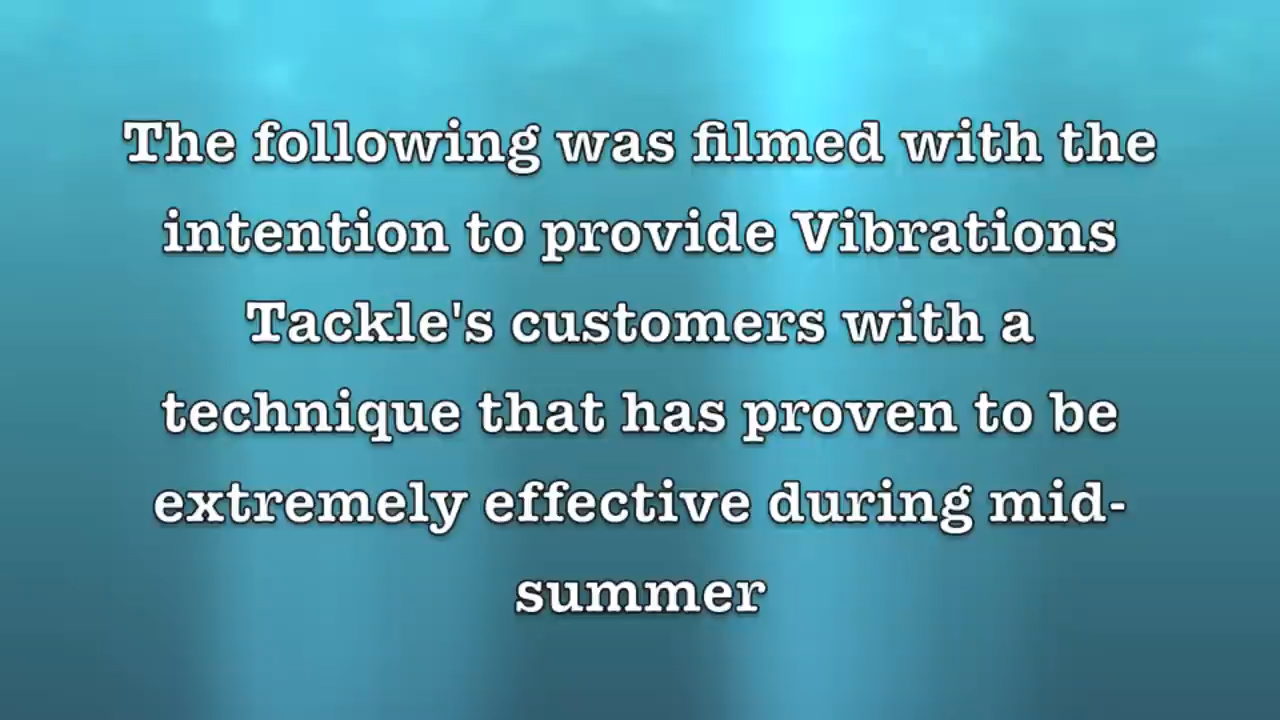 The following was filmed with the
intention to provide Vibrations
Tackle's customers with a
technique that has proven to be
extremely effective during mid-
summer